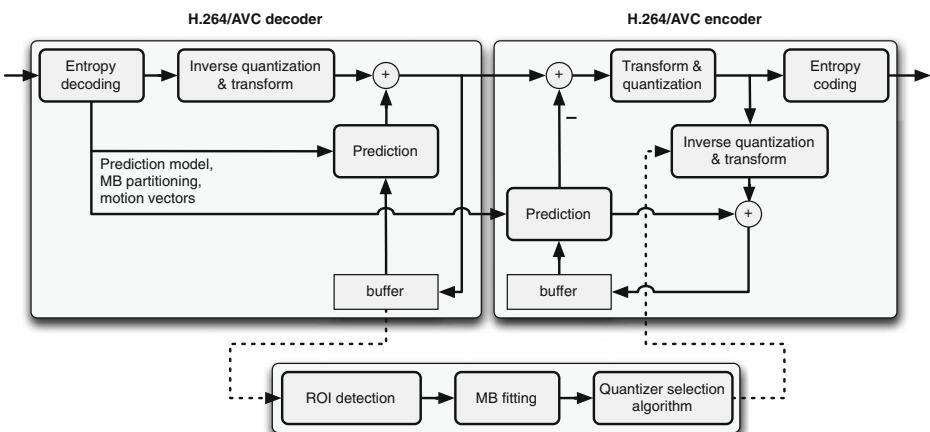 H.264/AVC decoder
H.264/AVC encoder
Entropy
decoding
Inverse quantization
& transform
+
+
Transform &
quantization
Entropy
coding
–
Prediction
Inverse quantization
& transform
Prediction model,
MB partitioning,
motion vectors
Prediction
+
buffer
buffer
ROI detection
MB fitting
Quantizer selection
algorithm